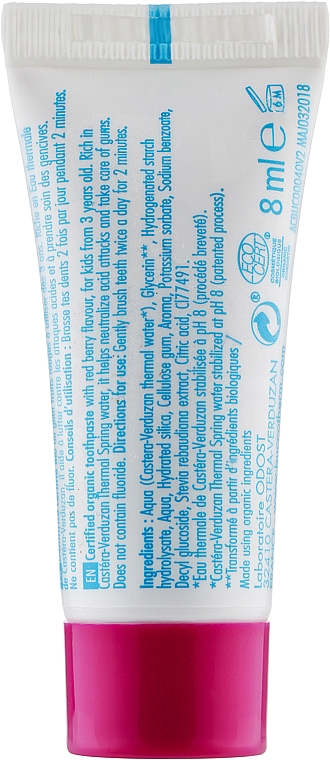 de Castéra-Verduzan, il aide à lutter contre les attaques acides et à prendre soin des gencives.
Ne contient pas de fluor. Conseils d'utilisation : Brosse tes dents 2 fois par jour pendant 2 minutes.
EN Certified organic toothpaste with red berry flavour, for kids from 3 years old. Rich in
Castéra-Verduzan Thermal Spring water, it helps neutralize acid attacks and take care of gums.
Does not contain fluoride. Directions for use: Gently brush teeth twice a day for 2 minutes.
Ingredients : Aqua (Castera-Verduzan thermal water*), Glycerin**, Hydrogenated starch
hydrolysate, Aqua, Hydrated silica, Cellulose gum, Aroma, Potassium sorbate, Sodium benzoate,
Decyl glucoside, Stevia rebaudiana extract, Citric acid, CI77491.
*Eau thermale de Castéra-Verduzan stabilisée à pH 8 (procédé breveté).
*Castéra-Verduzan Thermal Spring water stabilized at pH 8 (patented process).
**Transformé à partir d'ingrédients biologiques /
Made using organic ingredients
Laboratoire ODOST
32410 CASTERA-VERDUZAN
ECO
CERT
COSMETIQUE
BIOLOGIQUE
8 ml e
6M
MAJ032018